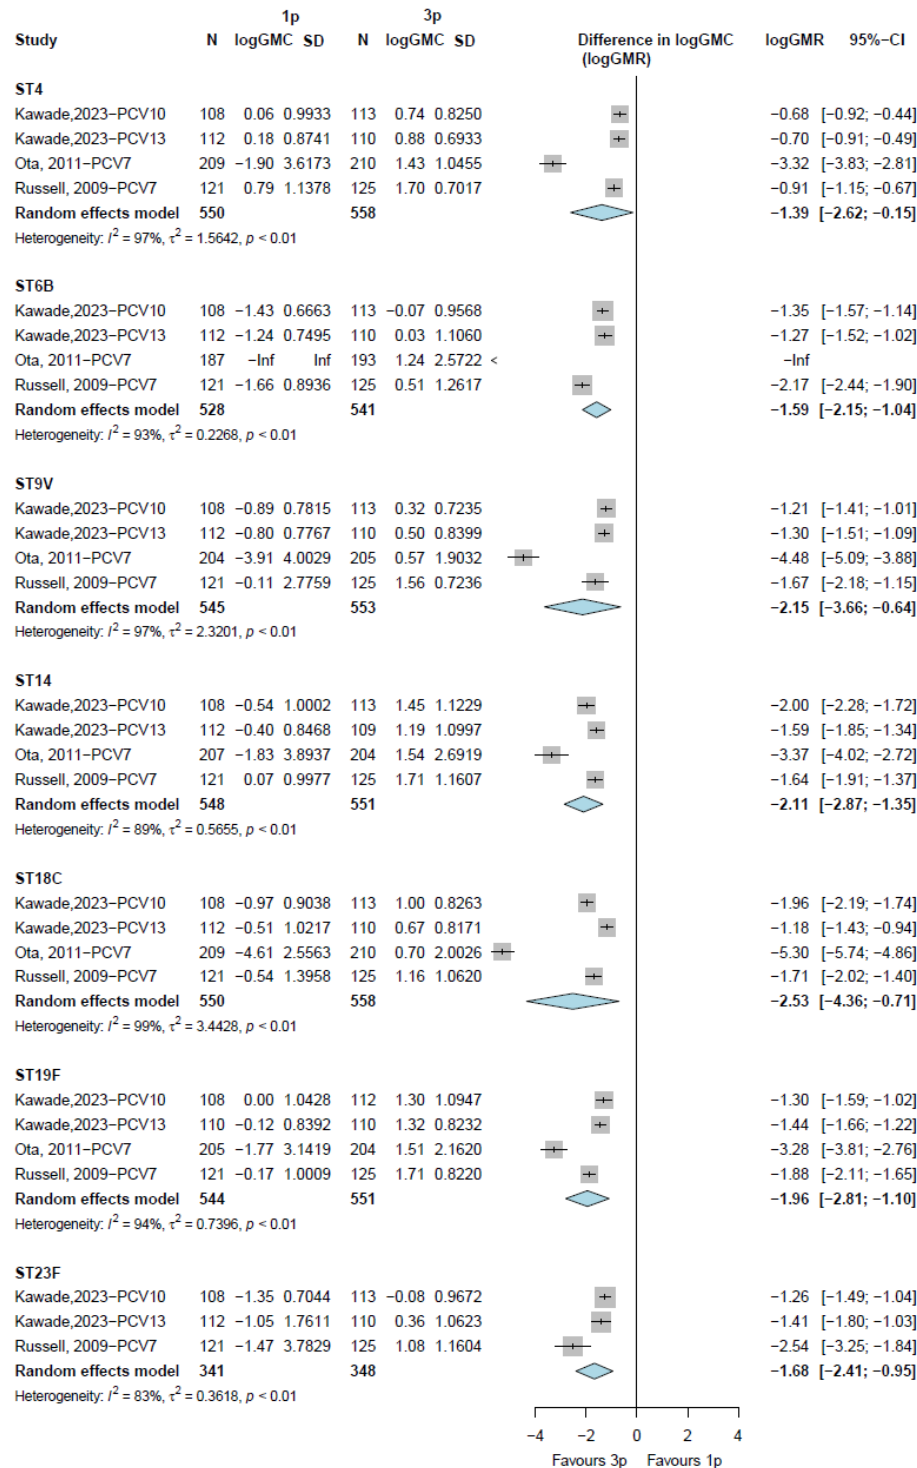 1p 3p
Study N logGMC SD N logGMC SD Difference in logGMC logGMR 95%−CI
(logGMR)
ST4
Kawade,2023−PCV10 108 0.06 0.9933 113 0.74 0.8250 −0.68 [−0.92; −0.44]
Kawade,2023−PCV13 112 0.18 0.8741 110 0.88 0.6933 −0.70 [−0.91; −0.49]
Ota, 2011−PCV7 209 −1.90 3.6173 210 1.43 1.0455 −3.32 [−3.83; −2.81]
Russell, 2009−PCV7 121 0.79 1.1378 125 1.70 0.7017 −0.91 [−1.15; −0.67]
Random effects model 550 558 −1.39 [−2.62; −0.15]
Heterogeneity: I² = 97%, τ² = 1.5642, p < 0.01
ST6B
Kawade,2023−PCV10 108 −1.43 0.6663 113 −0.07 0.9568 −1.35 [−1.57; −1.14]
Kawade,2023−PCV13 112 −1.24 0.7495 110 0.03 1.1060 −1.27 [−1.52; −1.02]
Ota, 2011−PCV7 187 −Inf Inf 193 1.24 2.5722 < −Inf
Russell, 2009−PCV7 121 −1.66 0.8936 125 0.51 1.2617 −2.17 [−2.44; −1.90]
Random effects model 528 541 −1.59 [−2.15; −1.04]
Heterogeneity: I² = 93%, τ² = 0.2268, p < 0.01
ST9V
Kawade,2023−PCV10 108 −0.89 0.7815 113 0.32 0.7235 −1.21 [−1.41; −1.01]
Kawade,2023−PCV13 112 −0.80 0.7767 110 0.50 0.8399 −1.30 [−1.51; −1.09]
Ota, 2011−PCV7 204 −3.91 4.0029 205 0.57 1.9032 −4.48 [−5.09; −3.88]
Russell, 2009−PCV7 121 −0.11 2.7759 125 1.56 0.7236 −1.67 [−2.18; −1.15]
Random effects model 545 553 −2.15 [−3.66; −0.64]
Heterogeneity: I² = 97%, τ² = 2.3201, p < 0.01
ST14
Kawade,2023−PCV10 108 −0.54 1.0002 113 1.45 1.1229 −2.00 [−2.28; −1.72]
Kawade,2023−PCV13 112 −0.40 0.8468 109 1.19 1.0997 −1.59 [−1.85; −1.34]
Ota, 2011−PCV7 207 −1.83 3.8937 204 1.54 2.6919 −3.37 [−4.02; −2.72]
Russell, 2009−PCV7 121 0.07 0.9977 125 1.71 1.1607 −1.64 [−1.91; −1.37]
Random effects model 548 551 −2.11 [−2.87; −1.35]
Heterogeneity: I² = 89%, τ² = 0.5655, p < 0.01
ST18C
Kawade,2023−PCV10 108 −0.97 0.9038 113 1.00 0.8263 −1.96 [−2.19; −1.74]
Kawade,2023−PCV13 112 −0.51 1.0217 110 0.67 0.8171 −1.18 [−1.43; −0.94]
Ota, 2011−PCV7 209 −4.61 2.5563 210 0.70 2.0026 −5.30 [−5.74; −4.86]
Russell, 2009−PCV7 121 −0.54 1.3958 125 1.16 1.0620 −1.71 [−2.02; −1.40]
Random effects model 550 558 −2.53 [−4.36; −0.71]
Heterogeneity: I² = 99%, τ² = 3.4428, p < 0.01
ST19F
Kawade,2023−PCV10 108 0.00 1.0428 112 1.30 1.0947 −1.30 [−1.59; −1.02]
Kawade,2023−PCV13 110 −0.12 0.8392 110 1.32 0.8232 −1.44 [−1.66; −1.22]
Ota, 2011−PCV7 205 −1.77 3.1419 204 1.51 2.1620 −3.28 [−3.81; −2.76]
Russell, 2009−PCV7 121 −0.17 1.0009 125 1.71 0.8220 −1.88 [−2.11; −1.65]
Random effects model 544 551 −1.96 [−2.81; −1.10]
Heterogeneity: I² = 94%, τ² = 0.7396, p < 0.01
ST23F
Kawade,2023−PCV10 108 −1.35 0.7044 113 −0.08 0.9672 −1.26 [−1.49; −1.04]
Kawade,2023−PCV13 112 −1.05 1.7611 110 0.36 1.0623 −1.41 [−1.80; −1.03]
Russell, 2009−PCV7 121 −1.47 3.7829 125 1.08 1.1604 −2.54 [−3.25; −1.84]
Random effects model 341 348 −1.68 [−2.41; −0.95]
Heterogeneity: I² = 83%, τ² = 0.3618, p < 0.01
−4 −2 0 2 4
Favours 3p Favours 1p